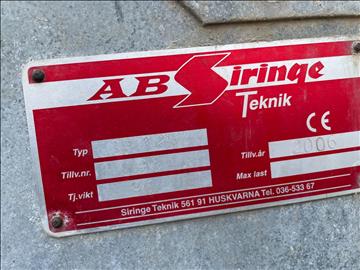 AB Siringe
Teknik
CE
Typ
Tillv.år 2006
Tillv.nr.
Max last
Tj.vikt
Siringe Teknik 561 91 HUSKVARNA Tel. 036-533 67